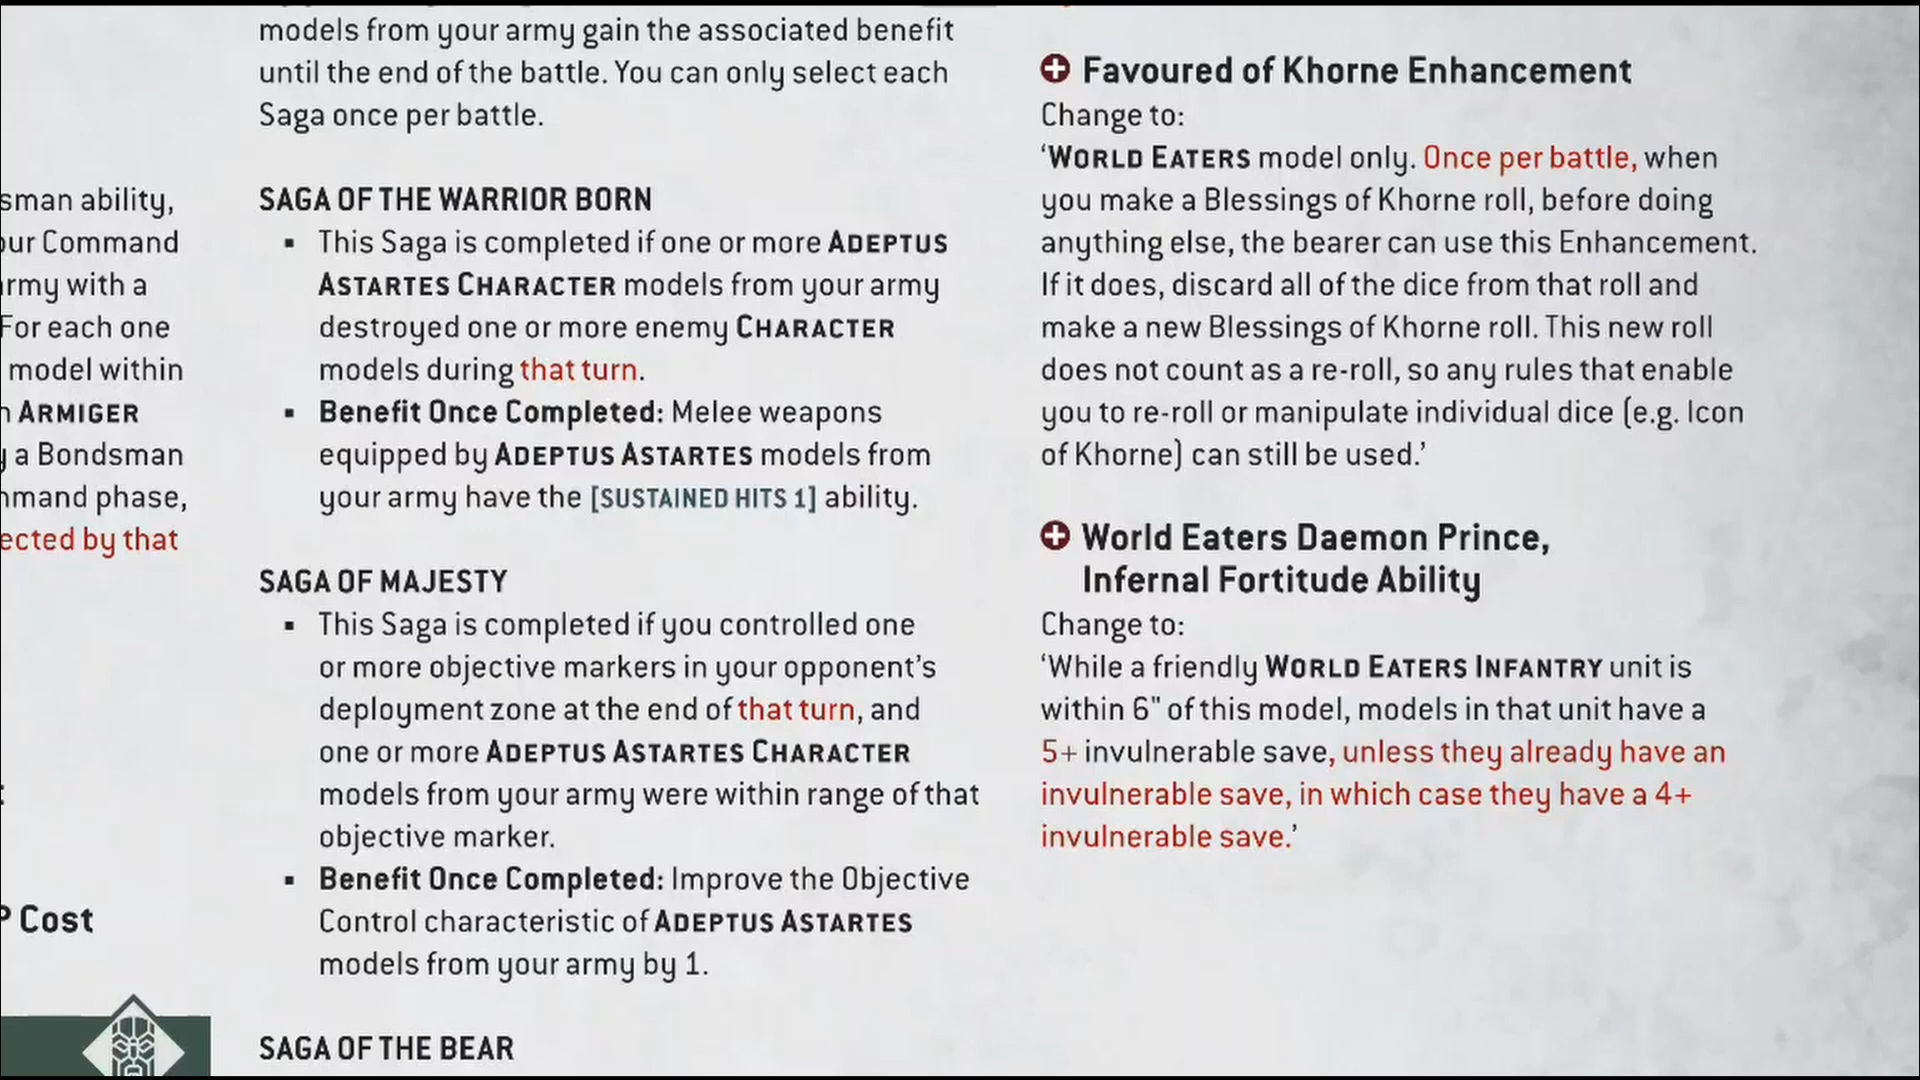 sman ability,
our Command
rmy with a
For each one
model within
ARMIGER
a Bondsman
mmand phase,
ected by that
P Cost
models from your army gain the associated benefit
until the end of the battle. You can only select each
Saga once per battle.
SAGA OF THE WARRIOR BORN
▪ This Saga is completed if one or more ADEPTUS
ASTARTES CHARACTER models from your army
destroyed one or more enemy CHARACTER
models during that turn.
▪ Benefit Once Completed: Melee weapons
equipped by ADEPTUS ASTARTES models from
your army have the [SUSTAINED HITS 1] ability.
SAGA OF MAJESTY
▪ This Saga is completed if you controlled one
or more objective markers in your opponent's
deployment zone at the end of that turn, and
one or more ADEPTUS ASTARTES CHARACTER
models from your army were within range of that
objective marker.
▪ Benefit Once Completed: Improve the Objective
Control characteristic of ADEPTUS ASTARTES
models from your army by 1.
SAGA OF THE BEAR
Favoured of Khorne Enhancement
Change to:
‘WORLD EATERS model only. Once per battle, when
you make a Blessings of Khorne roll, before doing
anything else, the bearer can use this Enhancement.
If it does, discard all of the dice from that roll and
make a new Blessings of Khorne roll. This new roll
does not count as a re-roll, so any rules that enable
you to re-roll or manipulate individual dice (e.g. Icon
of Khorne) can still be used.’
World Eaters Daemon Prince,
Infernal Fortitude Ability
Change to:
‘While a friendly WORLD EATERS INFANTRY unit is
within 6" of this model, models in that unit have a
5+ invulnerable save, unless they already have an
invulnerable save, in which case they have a 4+
invulnerable save.’